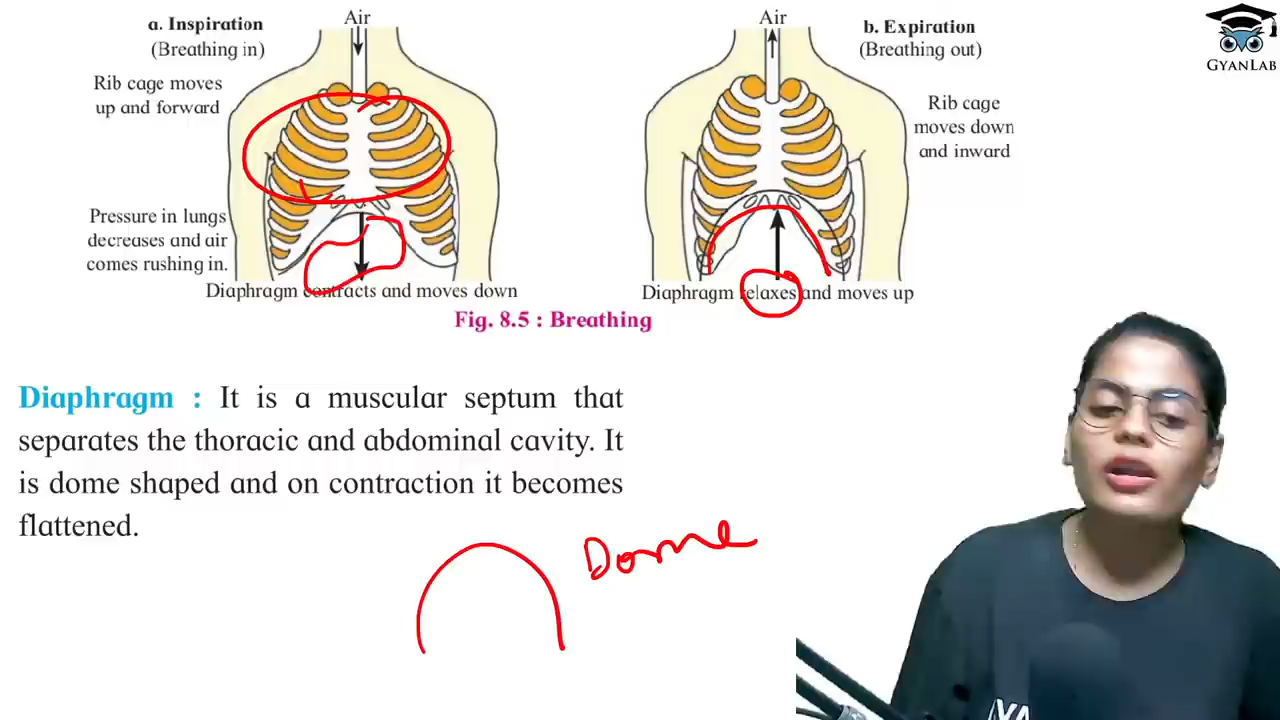 a. Inspiration
(Breathing in)
Air
Rib cage moves
up and forward
Pressure in lungs
decreases and air
comes rushing in.
Diaphragm contracts and moves down
Air
b. Expiration
(Breathing out)
Rib cage
moves down
and inward
Diaphragm relaxes and moves up
GYANLAB
Fig. 8.5 : Breathing
Diaphragm : It is a muscular septum that
separates the thoracic and abdominal cavity. It
is dome shaped and on contraction it becomes
flattened.
Dome